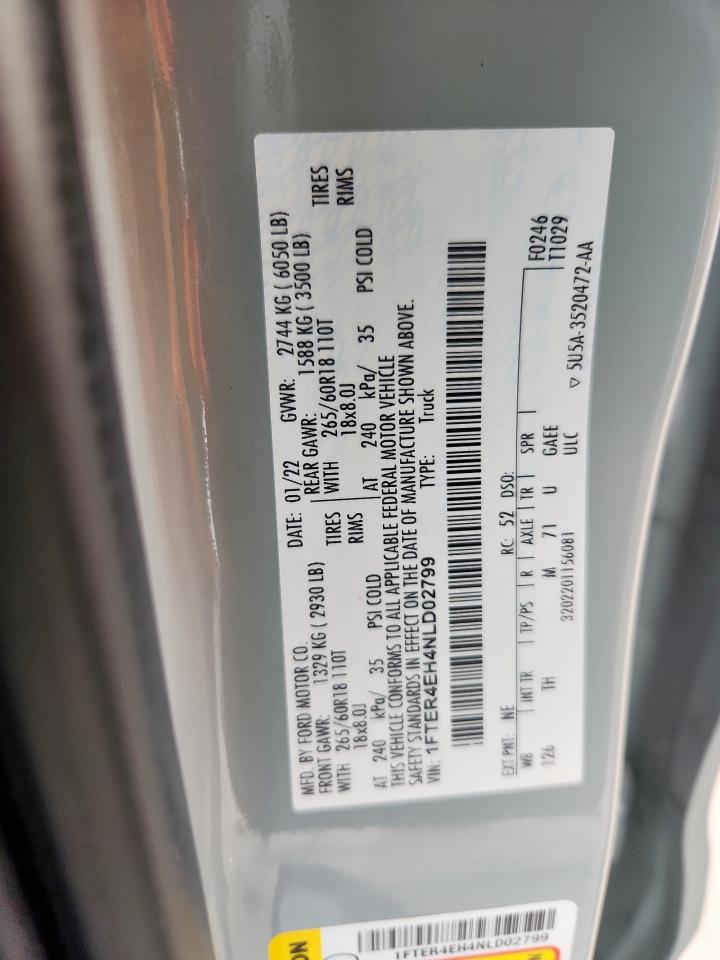 MFD. BY FORD MOTOR CO.
DATE: 01/22 GVWR: 2744 KG ( 6050 LB)
FRONT GAWR: 1329 KG ( 2930 LB) REAR GAWR: 1588 KG ( 3500 LB)
WITH 265/60R18 110T TIRES WITH 265/60R18 110T TIRES
18x8.0J RIMS 18x8.0J RIMS
AT 240 kPa/ 35 PSI COLD AT 240 kPa/ 35 PSI COLD
THIS VEHICLE CONFORMS TO ALL APPLICABLE FEDERAL MOTOR VEHICLE
SAFETY STANDARDS IN EFFECT ON THE DATE OF MANUFACTURE SHOWN ABOVE.
VIN: 1FTER4EH4NLD02799 TYPE: Truck
EXT PNT: NE RC: 52 DSO: F0246
WB INT TR TP/PS R AXLE TR SPR T1029
126 TH M 71 U GAEE
3202201156081 ULC
▽ 5U5A-3520472-AA
ON
1FTER4EH4NLD02799